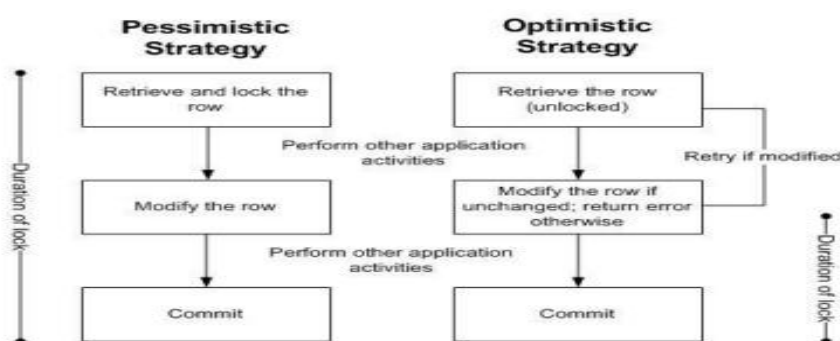 Pessimistic
Strategy
Optimistic
Strategy
Retrieve and lock the
row
Retrieve the row
(unlocked)
Perform other application
activities
Retry if modified
Duration of lock
Modify the row
Modify the row if
unchanged; return error
otherwise
Perform other application
activities
Duration of lock
Commit
Commit